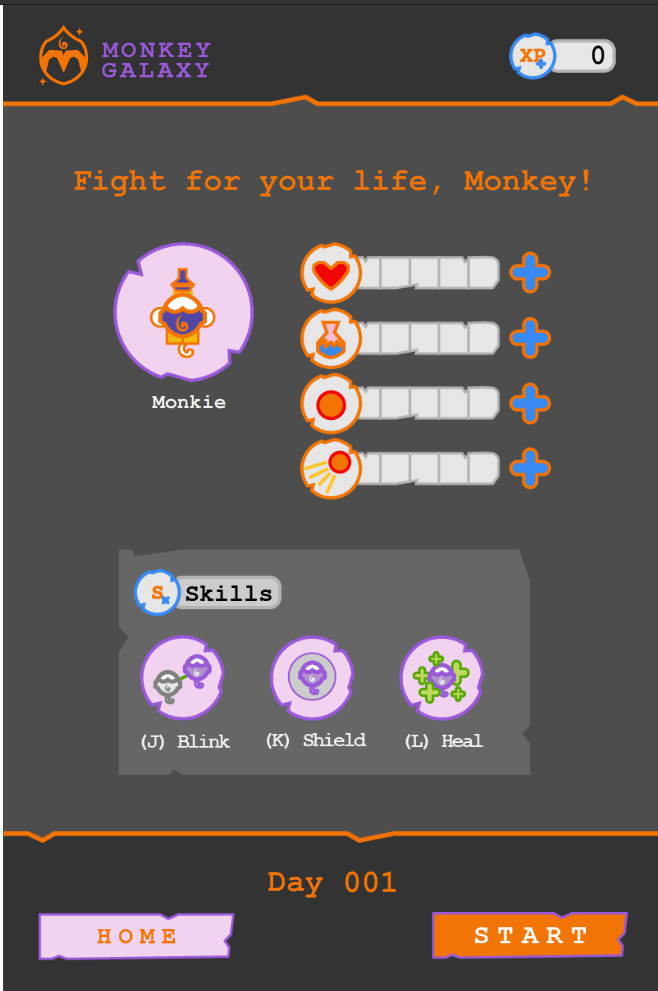 MONKEY
GALAXY
XP
0
Fight for your life, Monkey!
Monkie
S
Skills
(J) Blink
(K) Shield
(L) Heal
Day 001
HOME
START